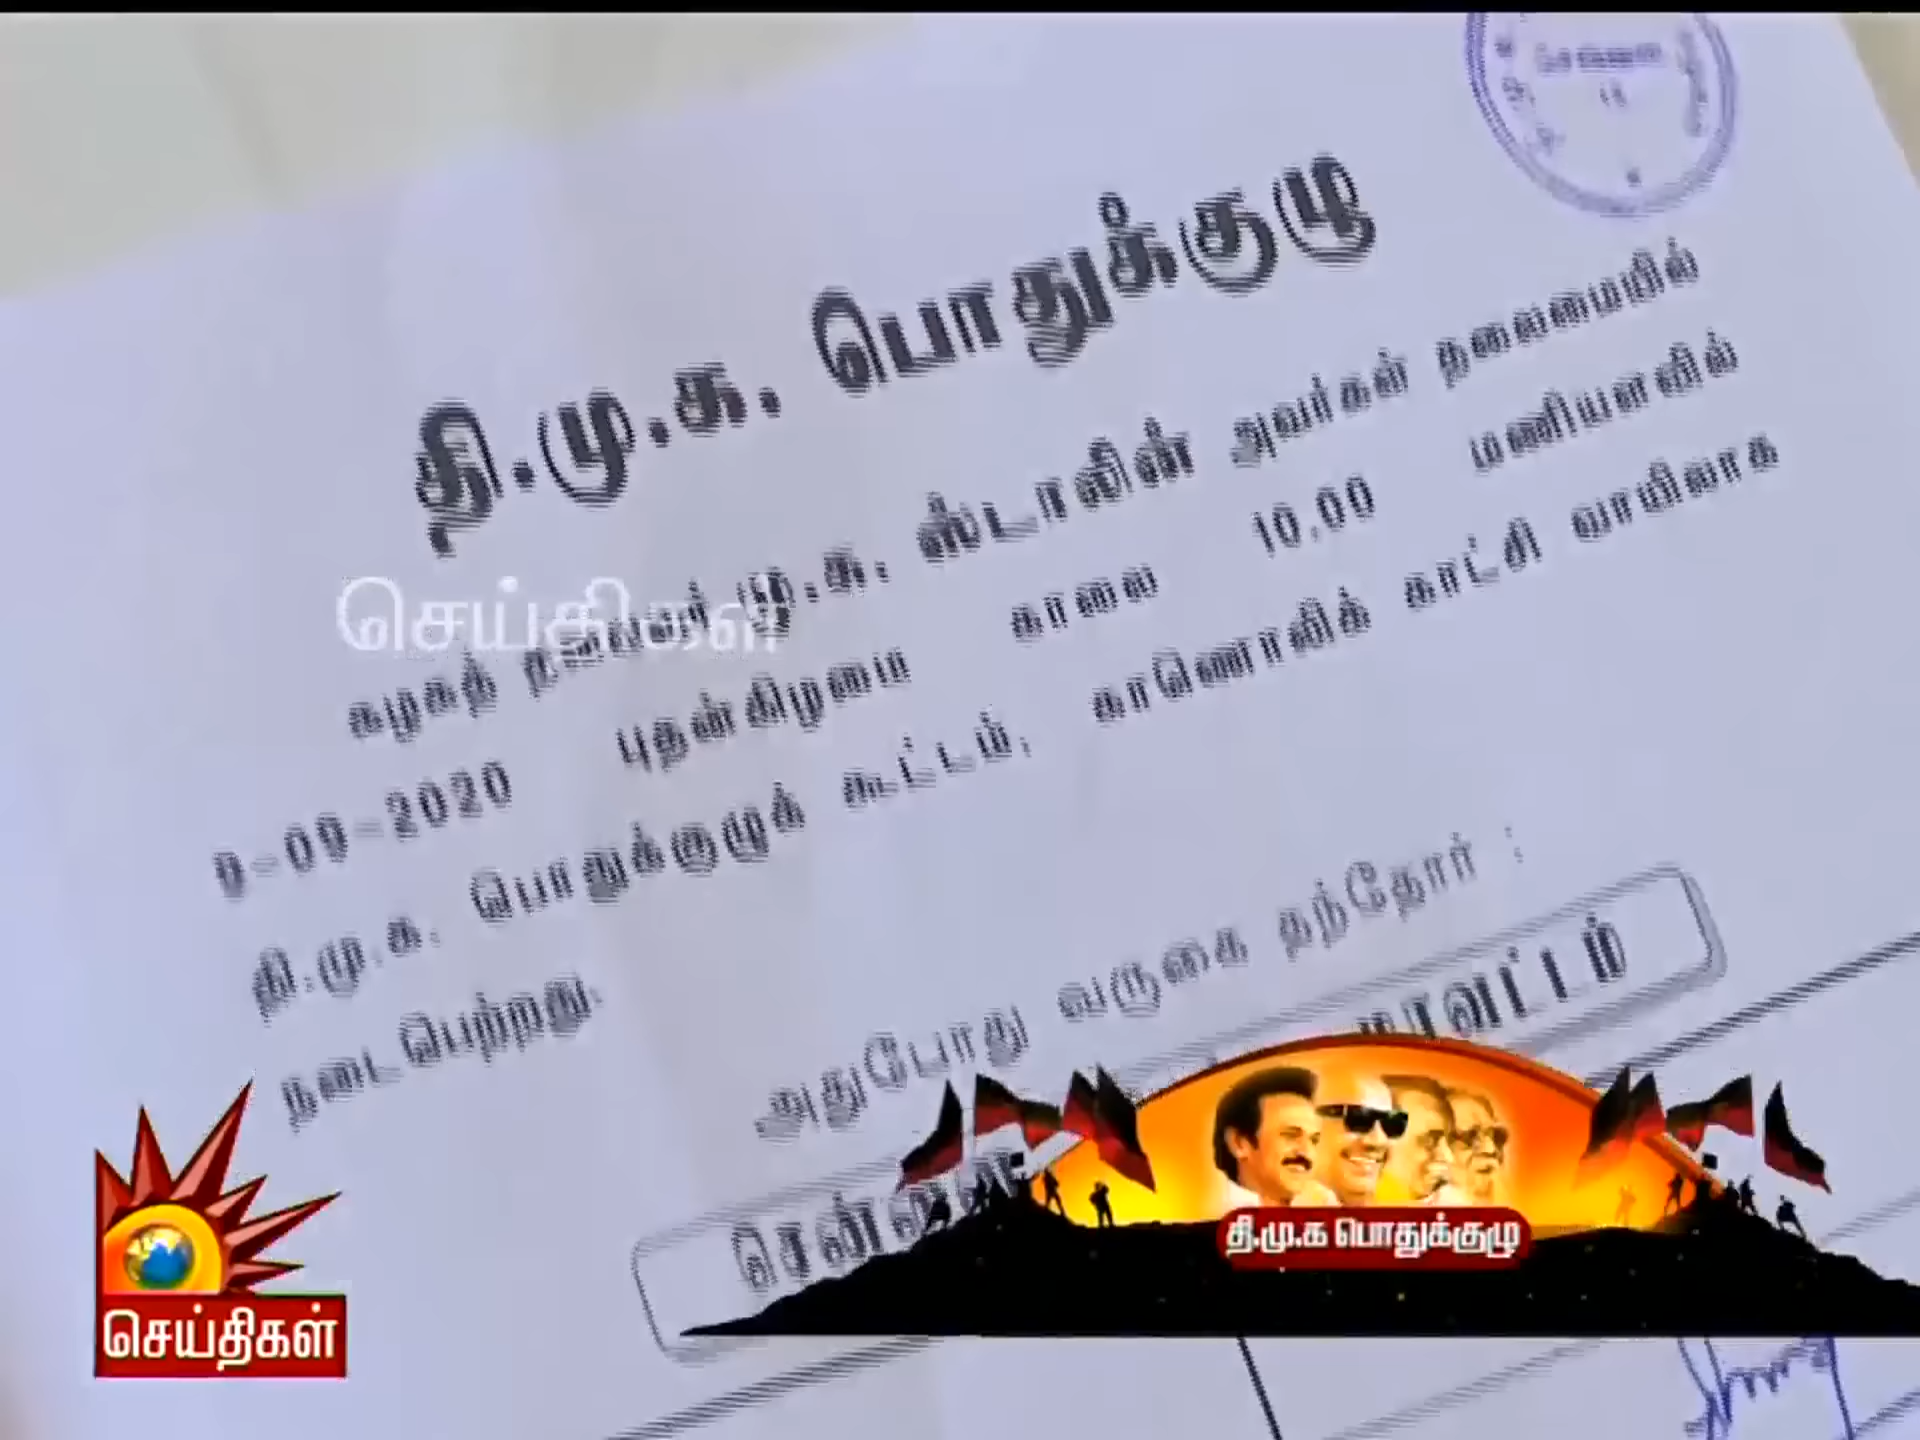 சென்னை
தி.மு.க. பொதுக்குழு
கழகத் தலைவர் மு.க. ஸ்டாலின் அவர்கள் தலைமையில்
9-09-2020 புதன்கிழமை காலை 10.00 மணியளவில்
தி.மு.க. பொதுக்குழுக் கூட்டம், காணொலிக் காட்சி வாயிலாக
நடைபெற்றது.
செய்திகள்
அதுபோது வருகை தந்தோர் :
சென்னை மாவட்டம்
தி.மு.க பொதுக்குழு
செய்திகள்